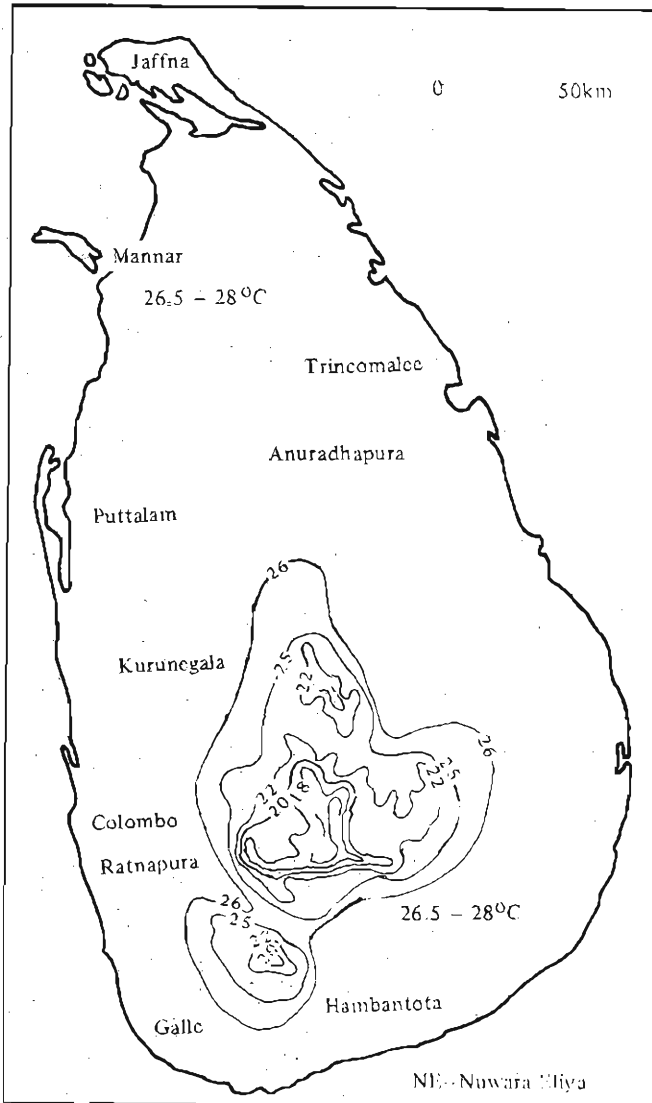 Jaffna
0 50km
Mannar
26.5 – 28°C
Trincomalee
Anuradhapura
Puttalam
26
Kurunegala
25
22
26
25
22
22
20
18
Colombo
Ratnapura
26
25
26.5 – 28°C
Hambantota
Galle
NE–Nuwara Eliya